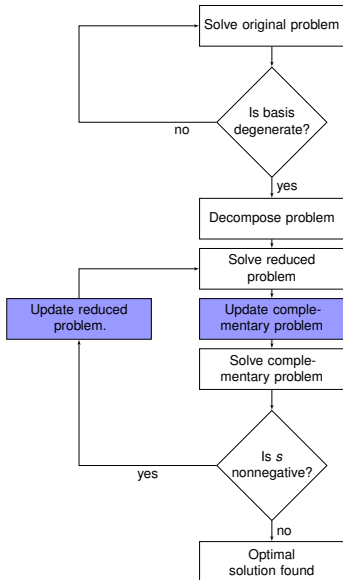 Solve original problem
Is basis
degenerate?
no
yes
Decompose problem
Solve reduced
problem
Update reduced
problem.
Update comple-
mentary problem
Solve comple-
mentary problem
Is s
nonnegative?
yes
no
Optimal
solution found